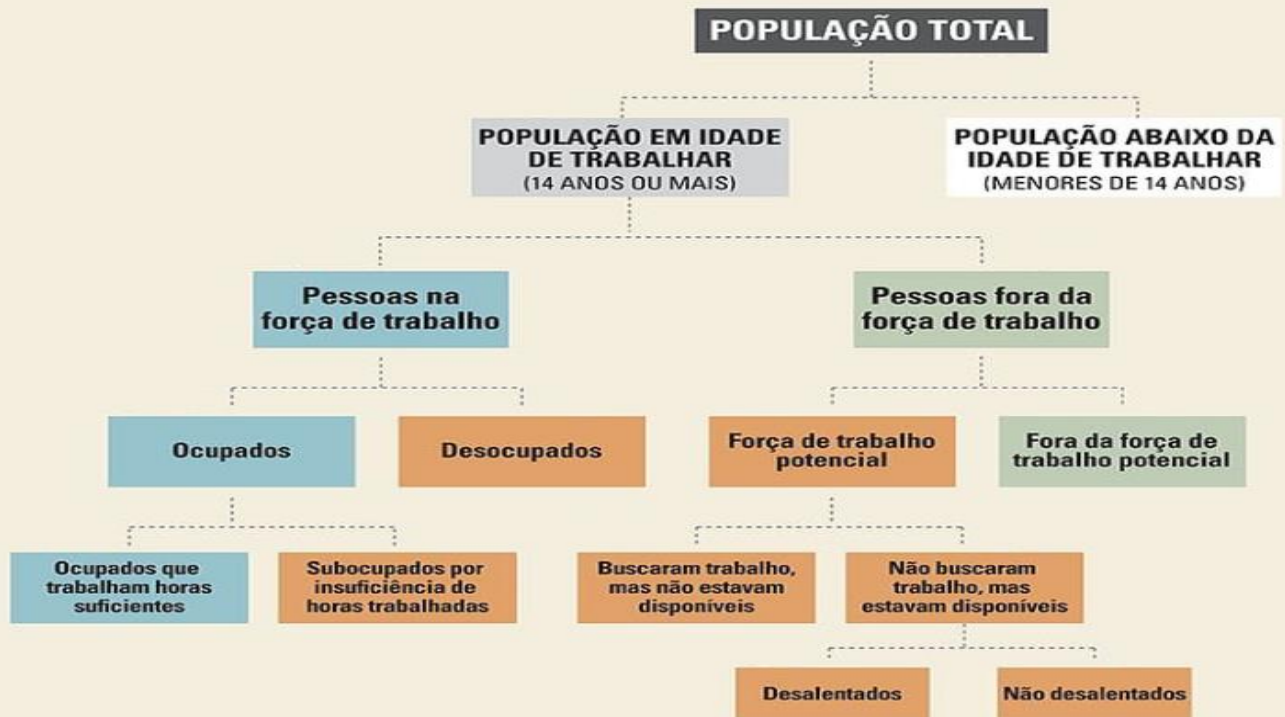 POPULAÇÃO TOTAL
POPULAÇÃO EM IDADE
DE TRABALHAR
(14 ANOS OU MAIS)
POPULAÇÃO ABAIXO DA
IDADE DE TRABALHAR
(MENORES DE 14 ANOS)
Pessoas na
força de trabalho
Pessoas fora da
força de trabalho
Ocupados
Desocupados
Força de trabalho
potencial
Fora da força de
trabalho potencial
Ocupados que
trabalham horas
suficientes
Subocupados por
insuficiência de
horas trabalhadas
Buscaram trabalho,
mas não estavam
disponíveis
Não buscaram
trabalho, mas
estavam disponíveis
Desalentados
Não desalentados